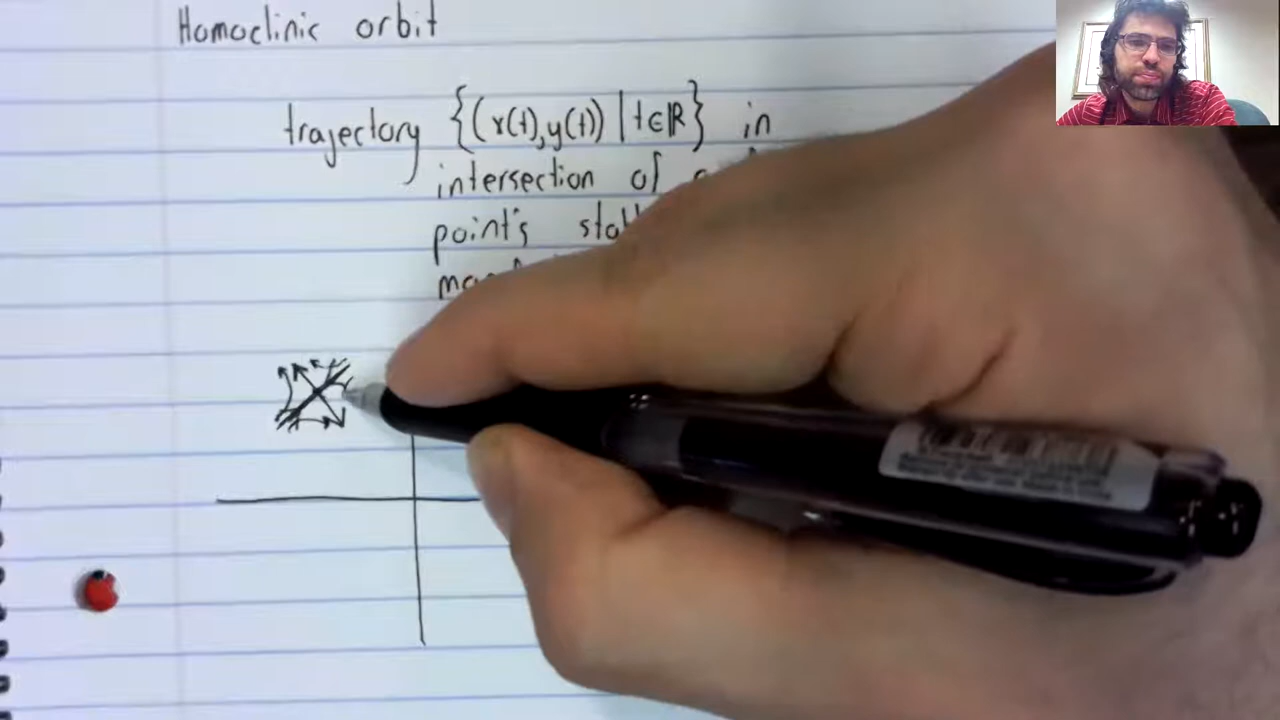 Homoclinic orbit
trajectory {(x(t),y(t)) | t∈ℝ} in
intersection of
point's